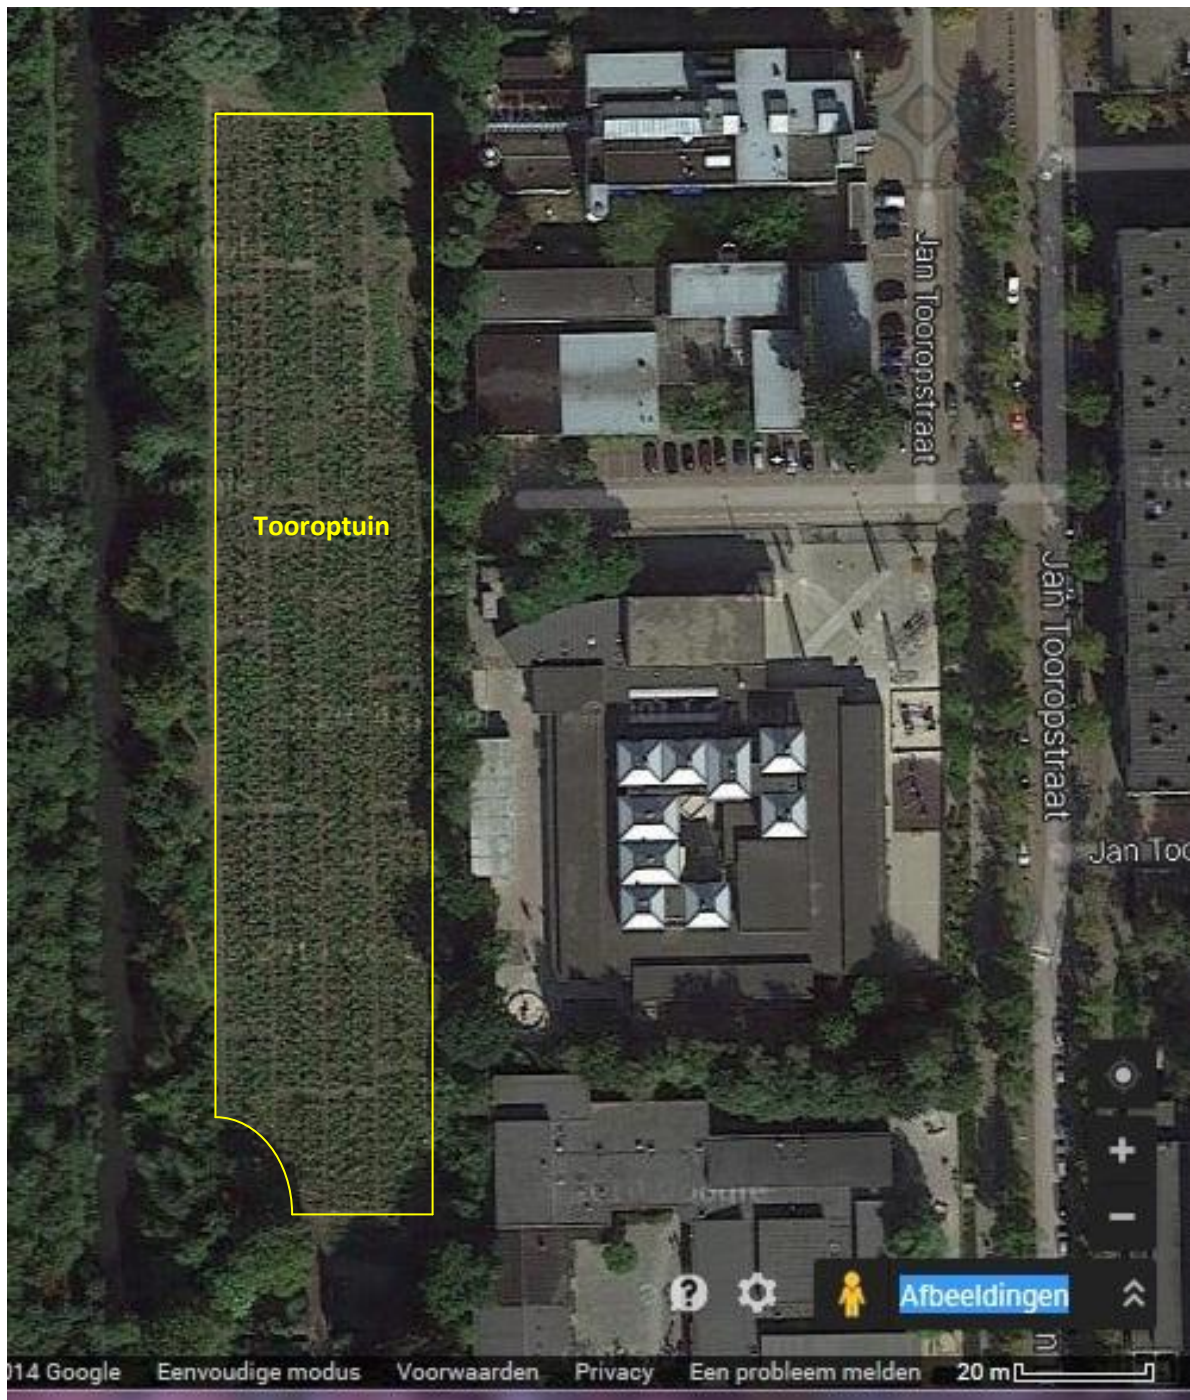 Jan Tooropstraat
Tooroptuin
Jan Tooropstraat
Jan Too
Afbeeldingen
n
014 Google Eenvoudige modus Voorwaarden Privacy Een probleem melden 20 m